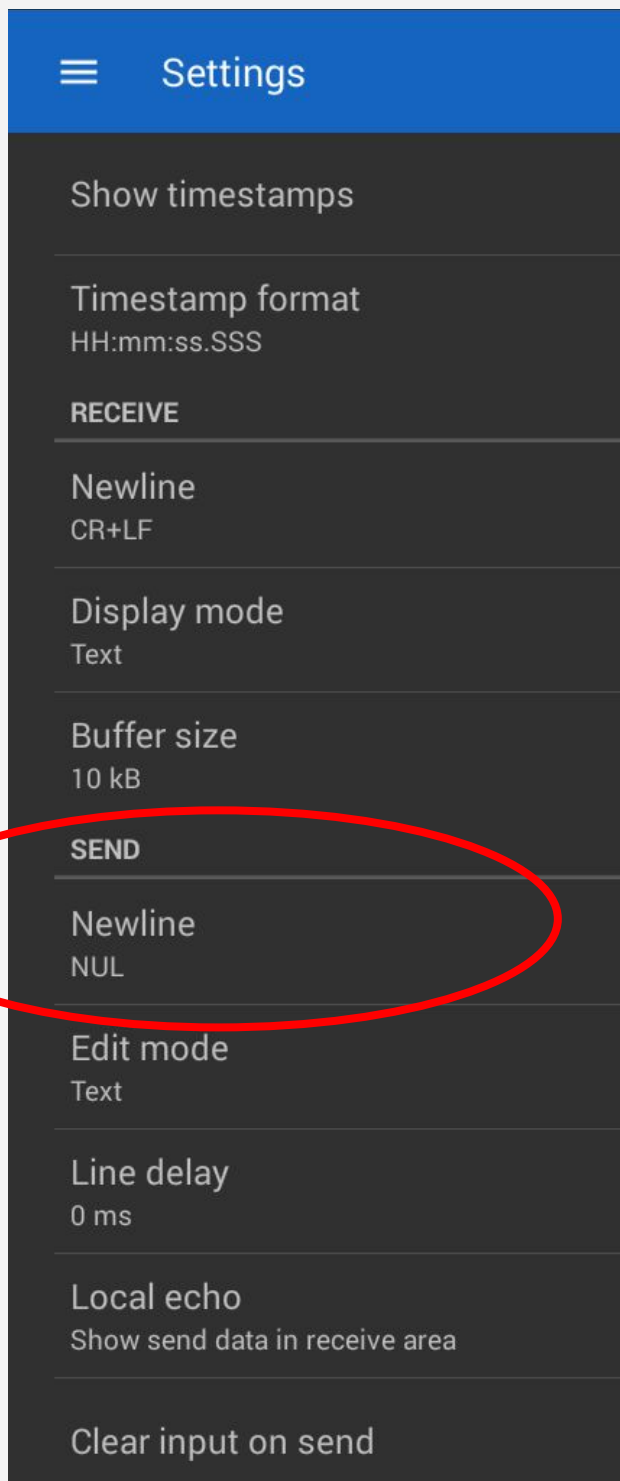 Settings
Show timestamps
Timestamp format
HH:mm:ss.SSS
RECEIVE
Newline
CR+LF
Display mode
Text
Buffer size
10 kB
SEND
Newline
NUL
Edit mode
Text
Line delay
0 ms
Local echo
Show send data in receive area
Clear input on send